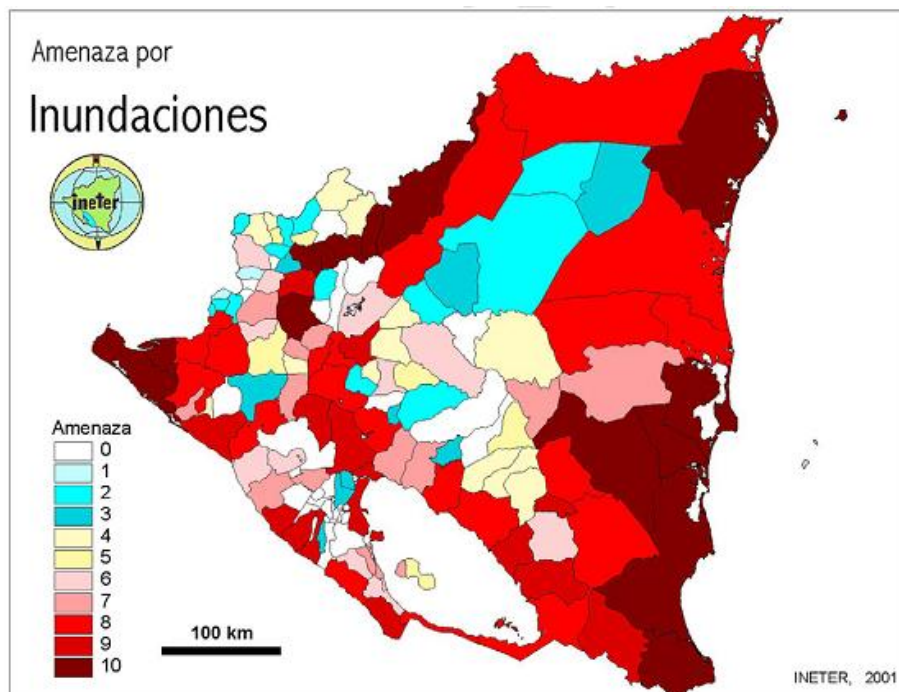 Amenaza por
Inundaciones
ineter
Amenaza
0
1
2
3
4
5
6
7
8
9
10
100 km
INETER, 2001